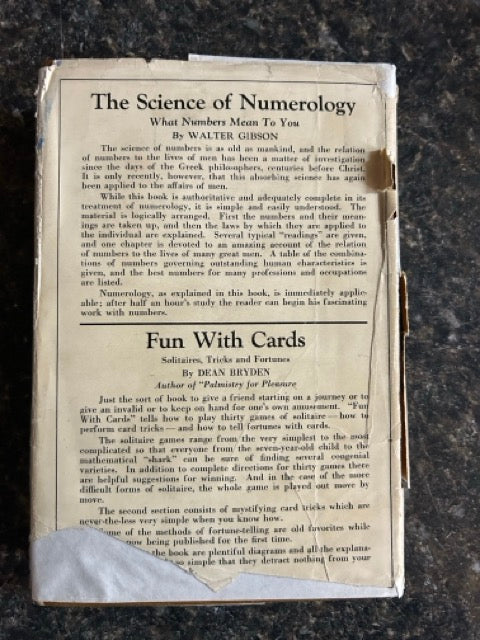 The Science of Numerology
What Numbers Mean To You
By WALTER GIBSON
The science of numbers is as old as mankind, and the relation
of numbers to the lives of men has been a matter of investigation
since the days of the Greek philosophers, centuries before Christ.
It is only recently, however, that this absorbing science has again
been applied to the affairs of men.
While this book is authoritative and adequately complete in its
treatment of numerology, it is simple and easily understood. The
material is logically arranged. First the numbers and their mean-
ings are taken up, and then the laws by which they are applied to
the individual are explained. Several typical "readings" are given,
and one chapter is devoted to an amazing account of the relation
of numbers to the lives of many great men. A table of the combina-
tions of numbers governing outstanding human characteristics is
given, and the best numbers for many professions and occupations
are listed.
Numerology, as explained in this book, is immediately applic-
able; after half an hour's study the reader can begin his fascinating
work with numbers.
Fun With Cards
Solitaires, Tricks and Fortunes
By DEAN BRYDEN
Author of "Palmistry for Pleasure
Just the sort of book to give a friend starting on a journey or to
give an invalid or to keep on hand for one's own amusement. "Fun
With Cards" tells how to play thirty games of solitaire — how to
perform card tricks — and how to tell fortunes with cards.
The solitaire games range from the very simplest to the most
complicated so that everyone from the seven-year-old child to the
mathematical "shark" can be sure of finding several congenial
varieties. In addition to complete directions for thirty games there
are helpful suggestions for winning. And in the case of the more
difficult forms of solitaire, the whole game is played out move by
move.
The second section consists of mystifying card tricks which are
never-the-less very simple when you know how.
of the methods of fortune-telling are old favorites while
now being published for the first time.
the book are plentiful diagrams and all the explana-
so simple that they detract nothing from your